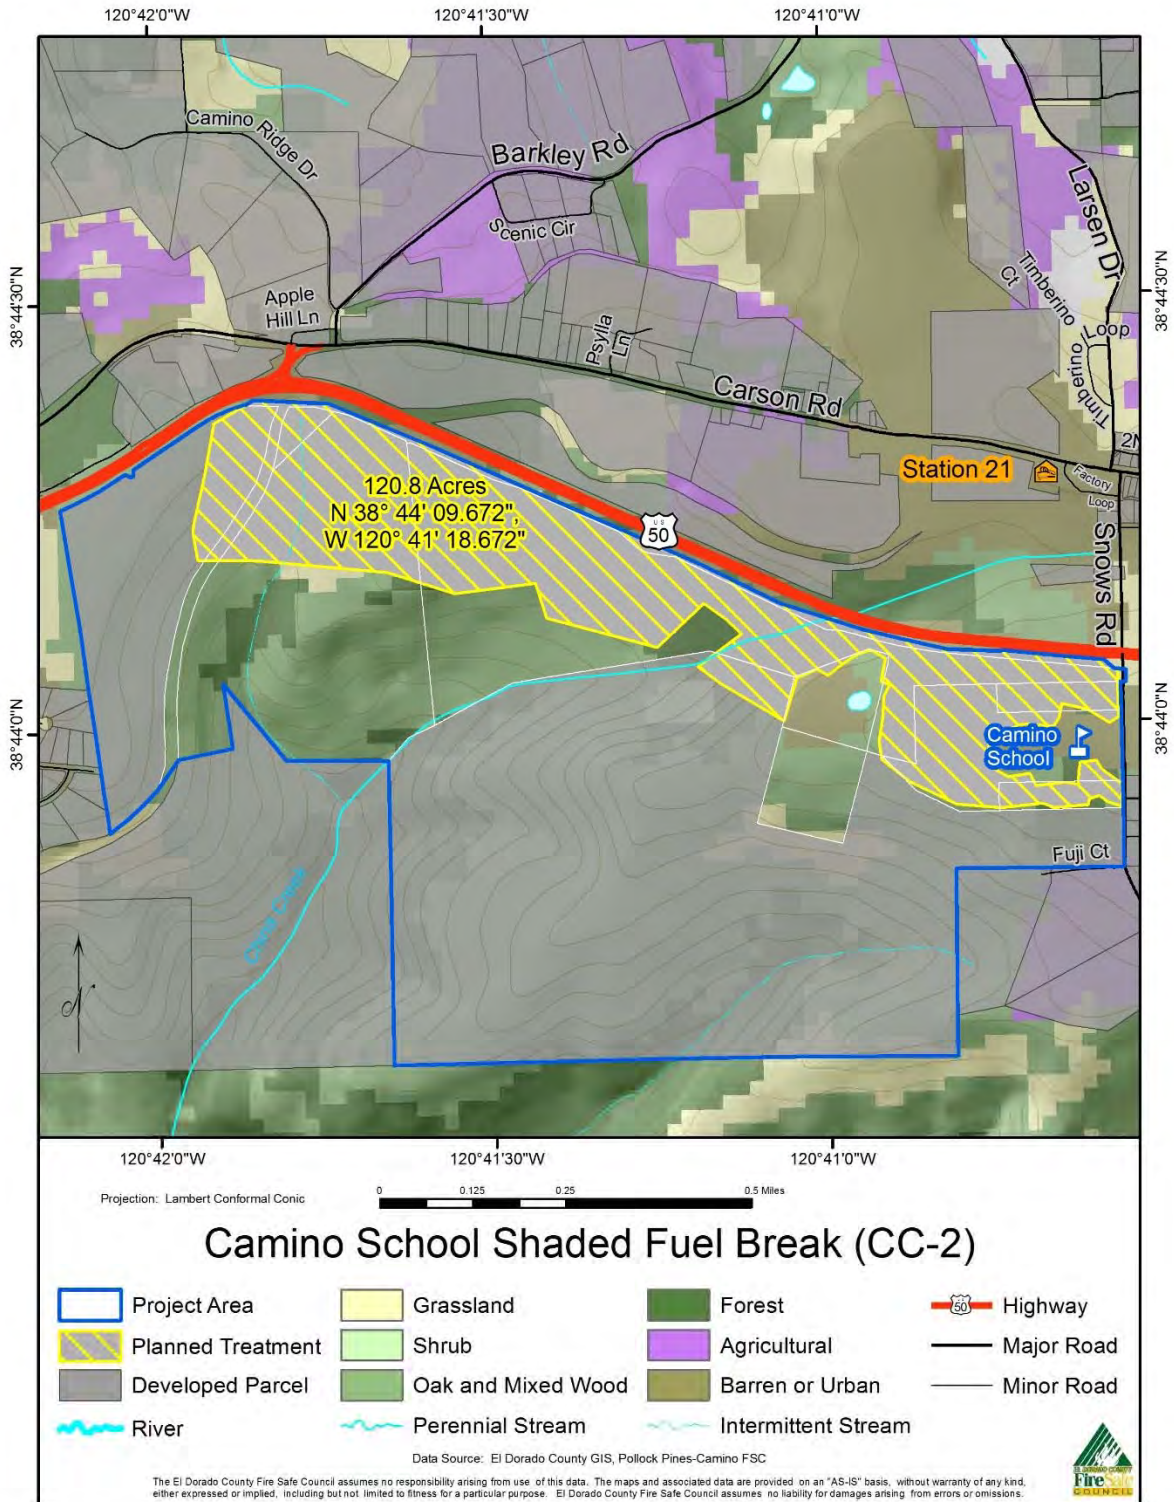 120°42'0"W
120°41'30"W
120°41'0"W
Camino Ridge Dr
Barkley Rd
Scenic Cir
Larsen Dr
38°44'30"N
38°44'30"N
Apple
Hill Ln
Psylla
Ln
Timberino
Ct
Timberino
Loop
Carson Rd
2N
Station 21
Factory
Loop
120.8 Acres
N 38° 44' 09.672",
W 120° 41' 18.672"
US
50
Snows Rd
38°44'0"N
38°44'0"N
Camino
School
Fuji Ct
N
120°42'0"W
120°41'30"W
120°41'0"W
Projection: Lambert Conformal Conic
0 0.125 0.25 0.5 Miles
Camino School Shaded Fuel Break (CC-2)
Project Area
Grassland
Forest
50 Highway
Planned Treatment
Shrub
Agricultural
Major Road
Developed Parcel
Oak and Mixed Wood
Barren or Urban
Minor Road
River
Perennial Stream
Intermittent Stream
Data Source: El Dorado County GIS, Pollock Pines-Camino FSC
The El Dorado County Fire Safe Council assumes no responsibility arising from use of this data. The maps and associated data are provided on an "AS-IS" basis, without warranty of any kind,
either expressed or implied, including but not limited to fitness for a particular purpose. El Dorado County Fire Safe Council assumes no liability for damages arising from errors or omissions.
EL DORADO COUNTY
Fire Safe
COUNCIL